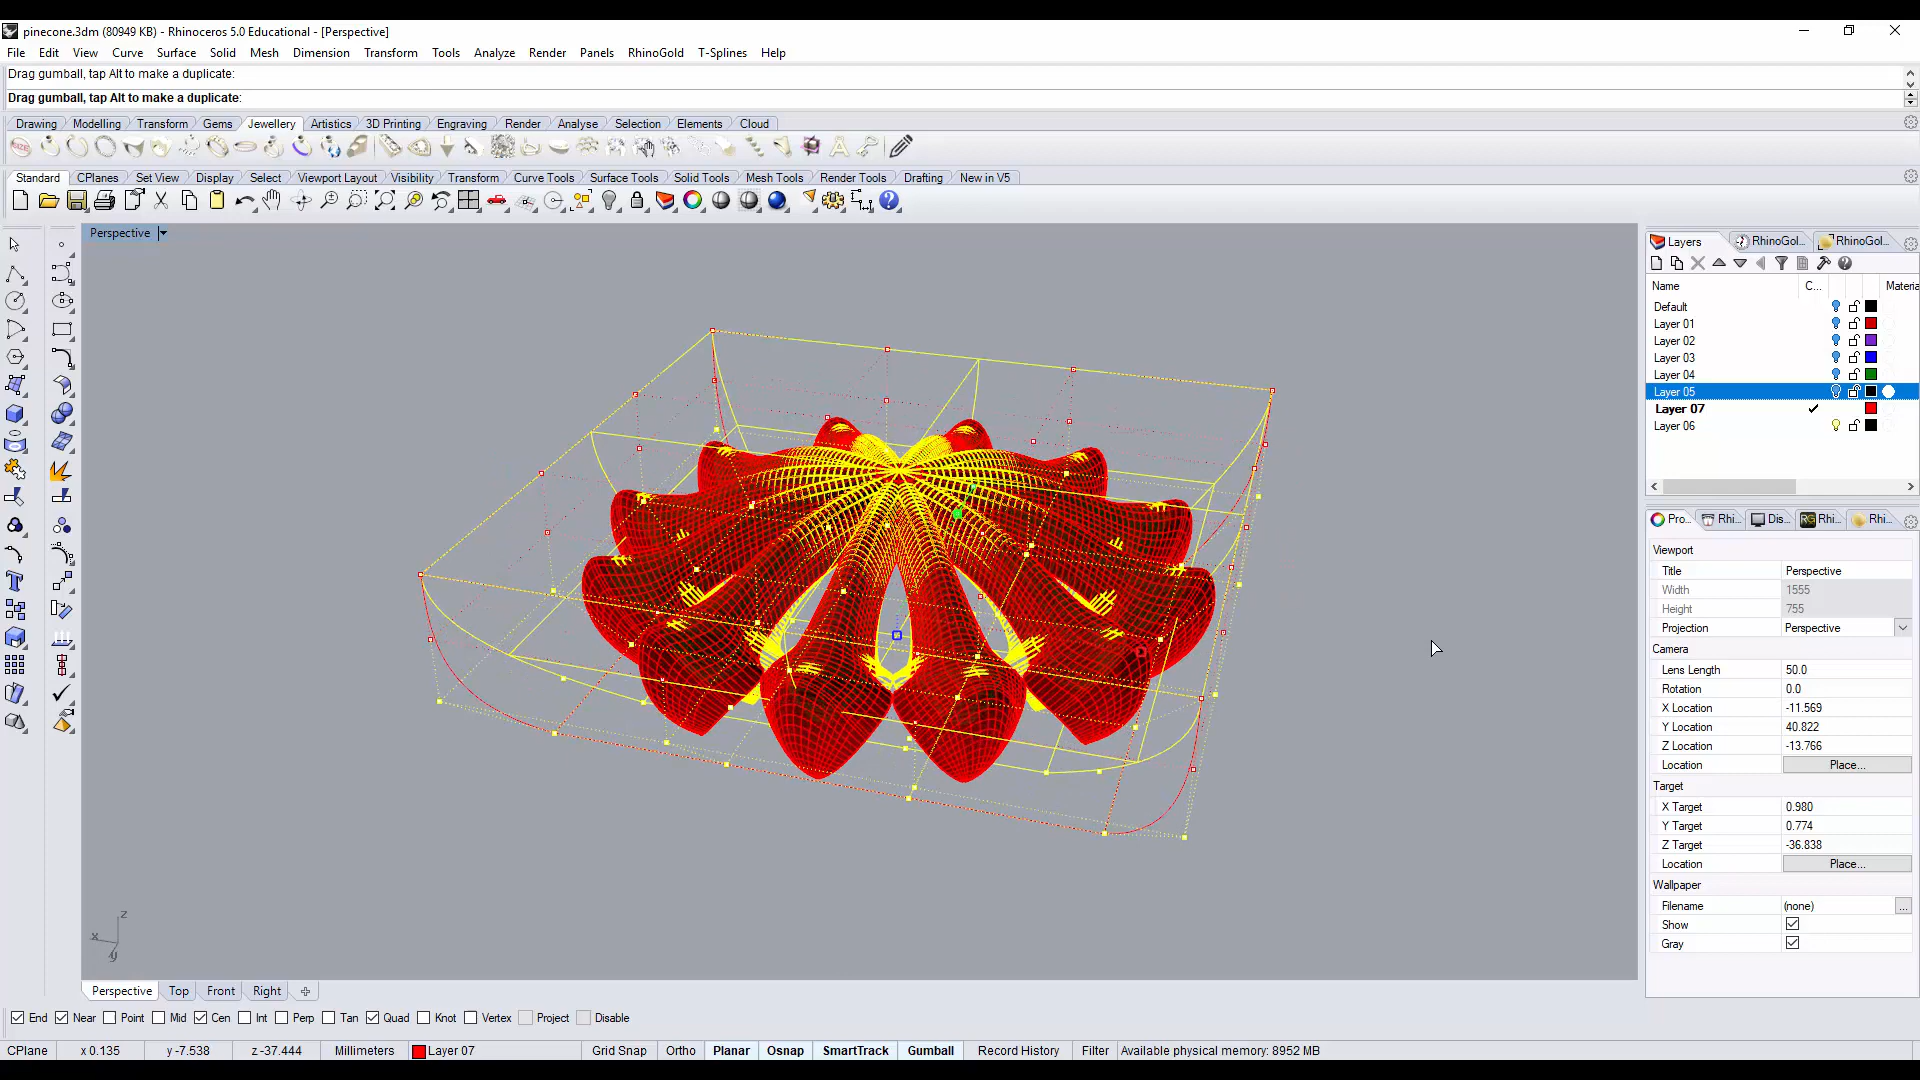 pinecone.3dm (80949 KB) - Rhinoceros 5.0 Educational - [Perspective]
File Edit View Curve Surface Solid Mesh Dimension Transform Tools Analyze Render Panels RhinoGold T-Splines Help
Drag gumball, tap Alt to make a duplicate:
Drag gumball, tap Alt to make a duplicate:
Drawing Modelling Transform Gems Jewellery Artistics 3D Printing Engraving Render Analyse Selection Elements Cloud
Standard CPlanes Set View Display Select Viewport Layout Visibility Transform Curve Tools Surface Tools Solid Tools Mesh Tools Render Tools Drafting New in V5
Perspective
Layers RhinoGol... RhinoGol...
Name C... Materia
Default
Layer 01
Layer 02
Layer 03
Layer 04
Layer 05
Layer 07
Layer 06
Pro... Rhi... Dis... Rhi... Rhi...
Viewport
Title Perspective
Width 1555
Height 755
Projection Perspective
Camera
Lens Length 50.0
Rotation 0.0
X Location -11.569
Y Location 40.822
Z Location -13.766
Location Place...
Target
X Target 0.980
Y Target 0.774
Z Target -36.838
Location Place...
Wallpaper
Filename (none) ...
Show
Gray
z
x
y
Perspective Top Front Right
End Near Point Mid Cen Int Perp Tan Quad Knot Vertex Project Disable
CPlane x 0.135 y -7.538 z -37.444 Millimeters Layer 07 Grid Snap Ortho Planar Osnap SmartTrack Gumball Record History Filter Available physical memory: 8952 MB